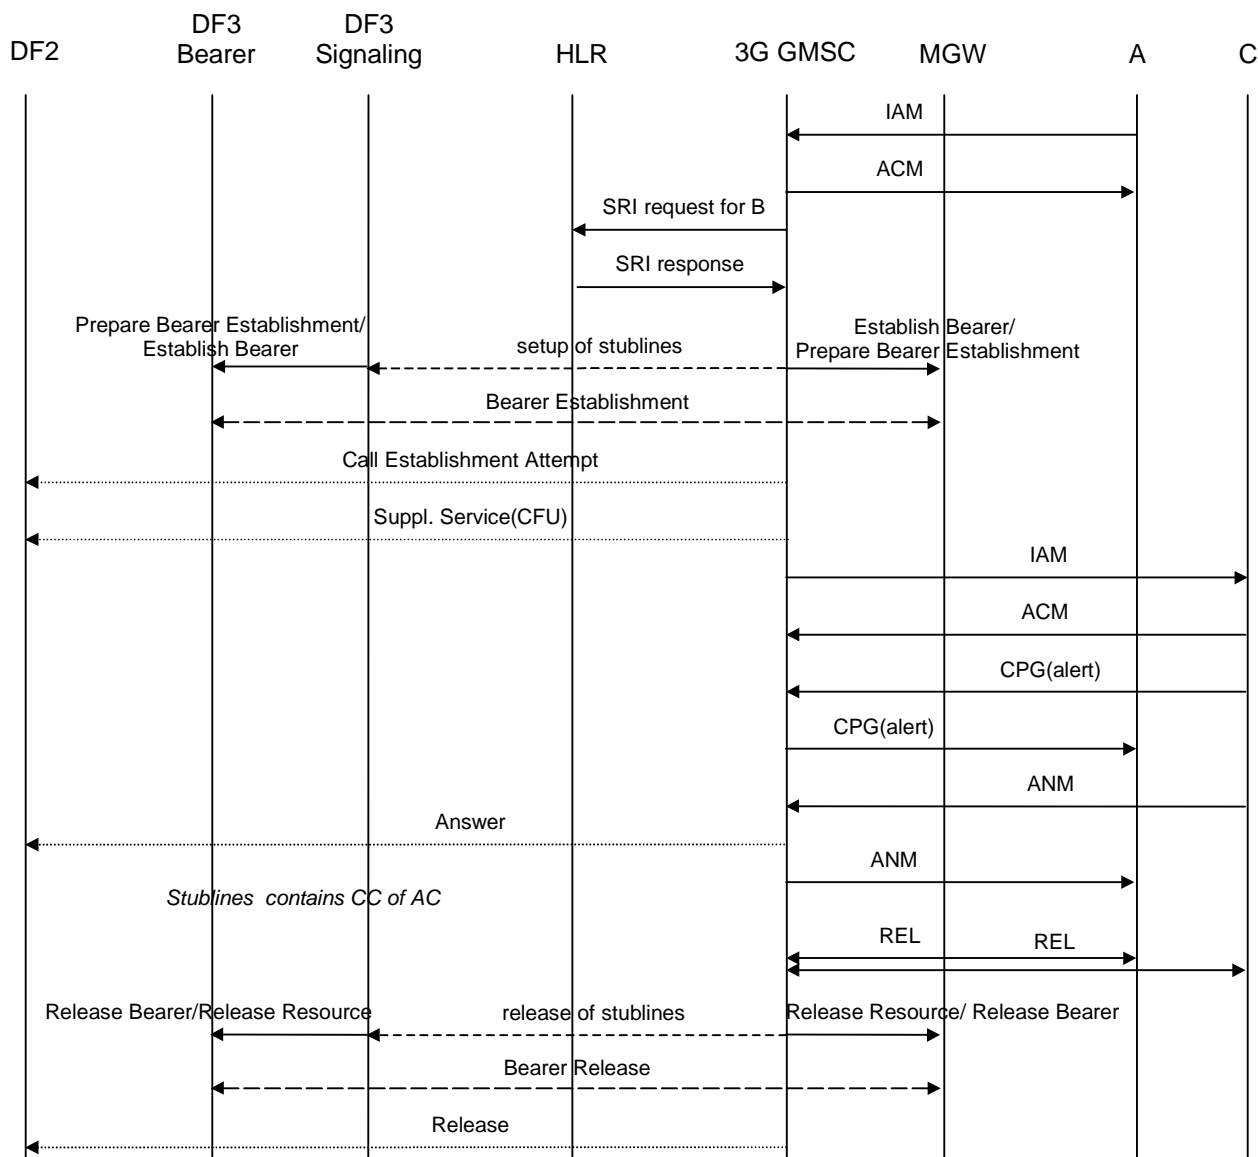 DF2
DF3
Bearer
DF3
Signaling
HLR
3G GMSC
MGW
A
C
IAM
ACM
SRI request for B
SRI response
Prepare Bearer Establishment/
Establish Bearer
setup of stublines
Establish Bearer/
Prepare Bearer Establishment
Bearer Establishment
Call Establishment Attempt
Suppl. Service(CFU)
IAM
ACM
CPG(alert)
CPG(alert)
ANM
Answer
ANM
Stublines contains CC of AC
REL
REL
Release Bearer/Release Resource
release of stublines
Release Resource/ Release Bearer
Bearer Release
Release